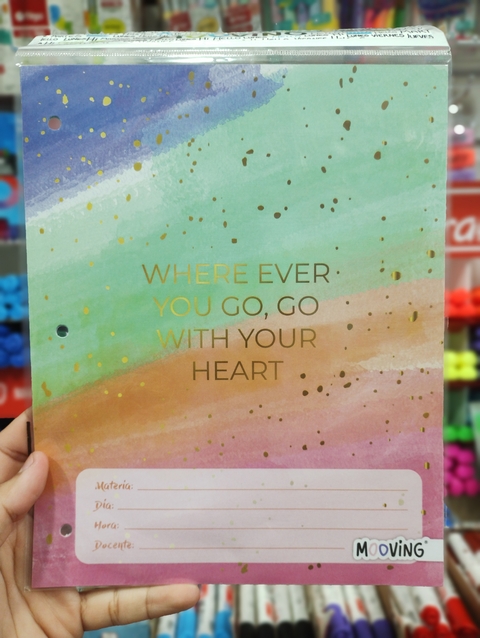 WHERE EVER
YOU GO, GO
WITH YOUR
HEART
Materia:
Día:
Hora:
Docente:
MOOVING